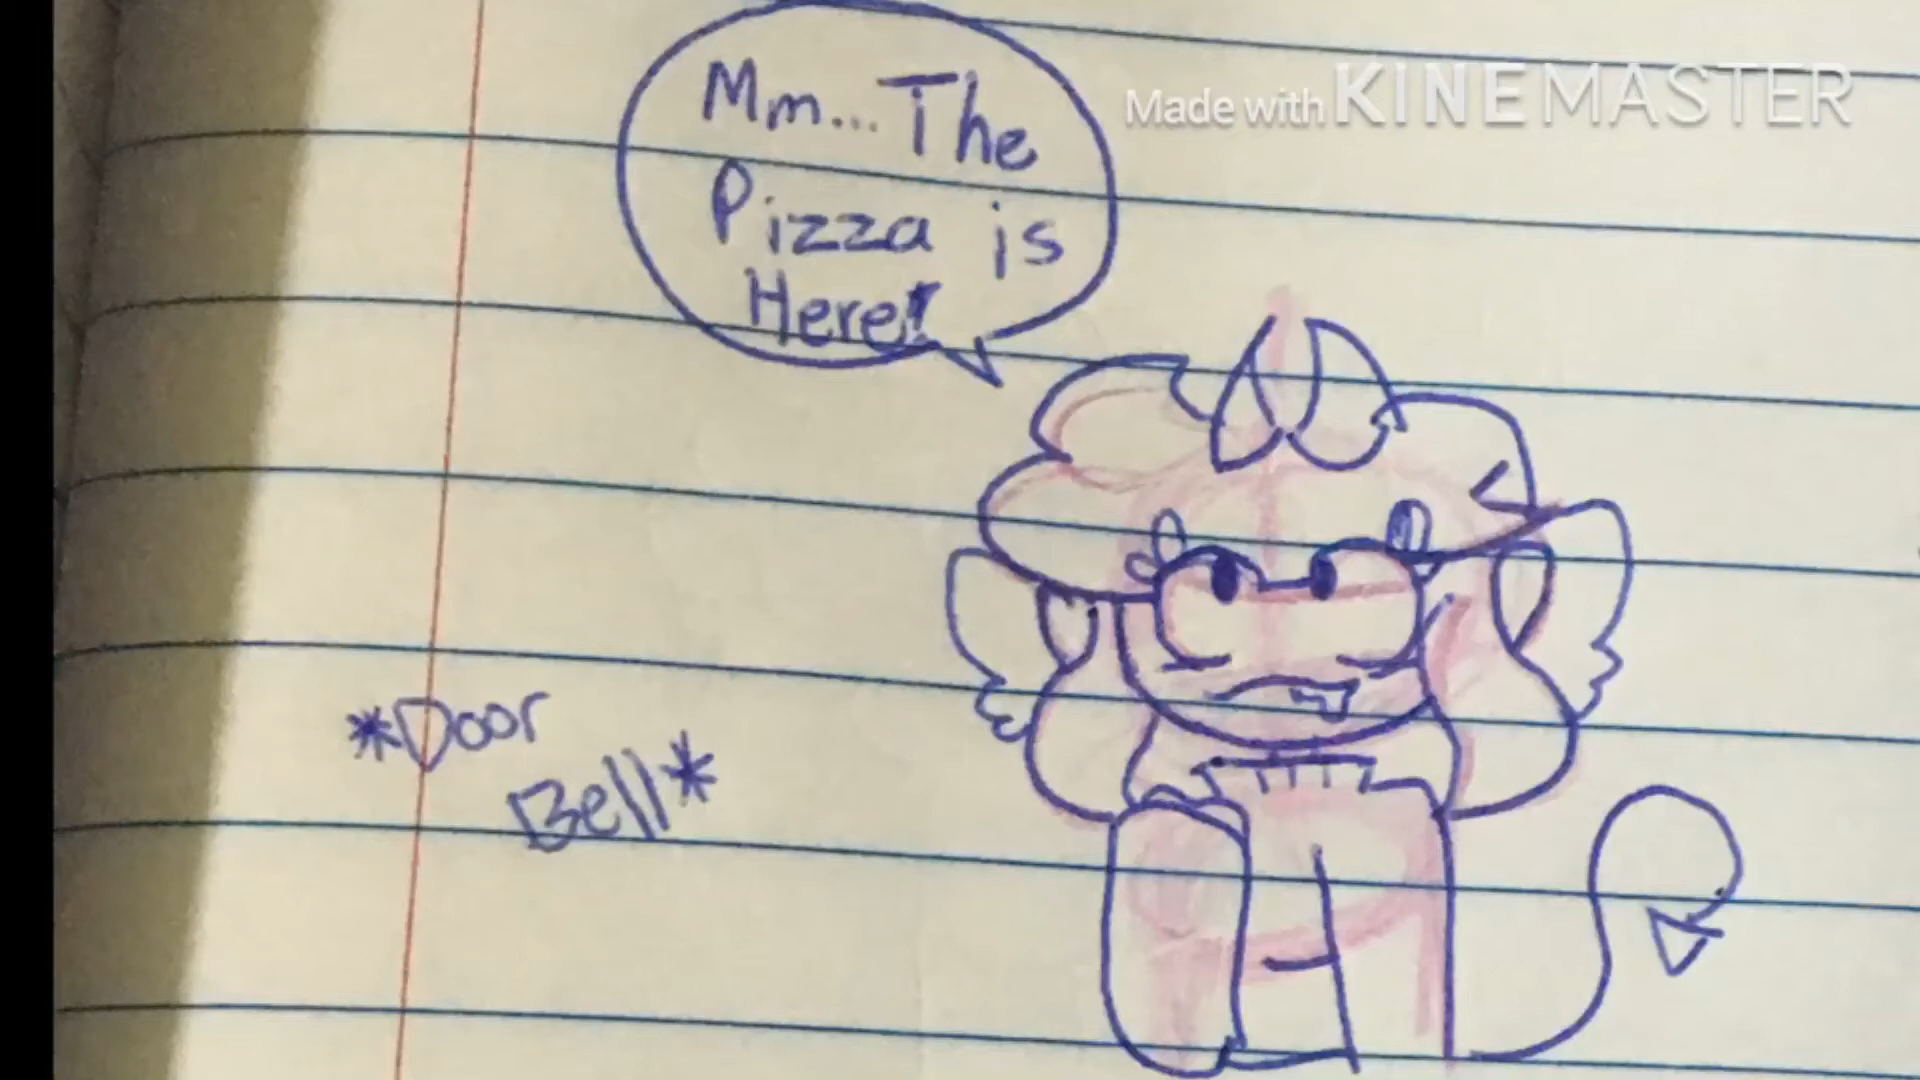 Mm... The
Pizza is
Here!
Made with KINEMASTER
*Door
Bell*